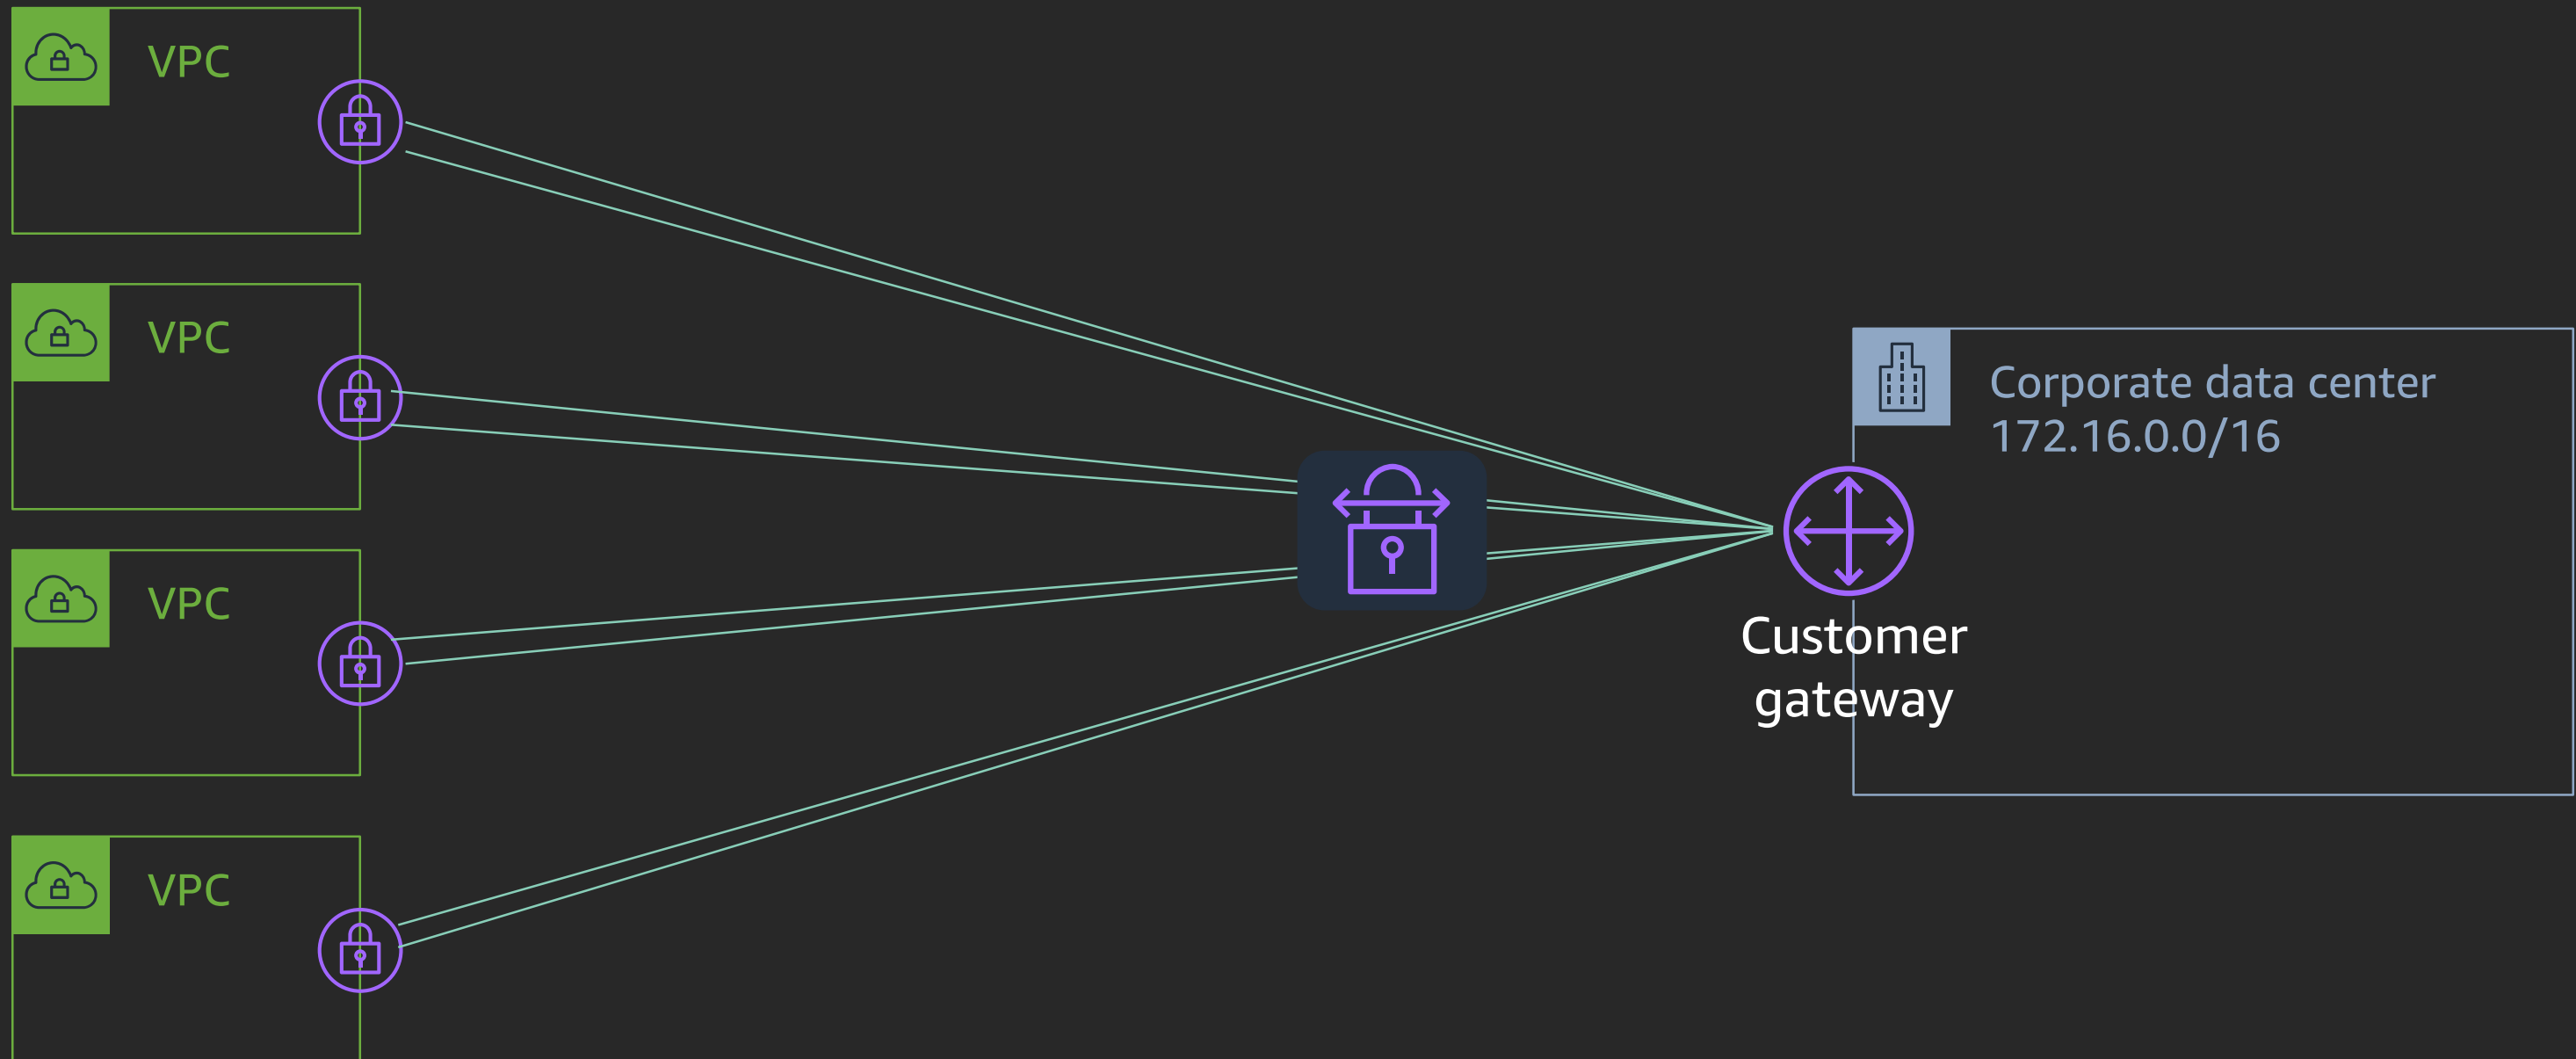 VPC
VPC
VPC
VPC
Corporate data center
172.16.0.0/16
Customer
gateway